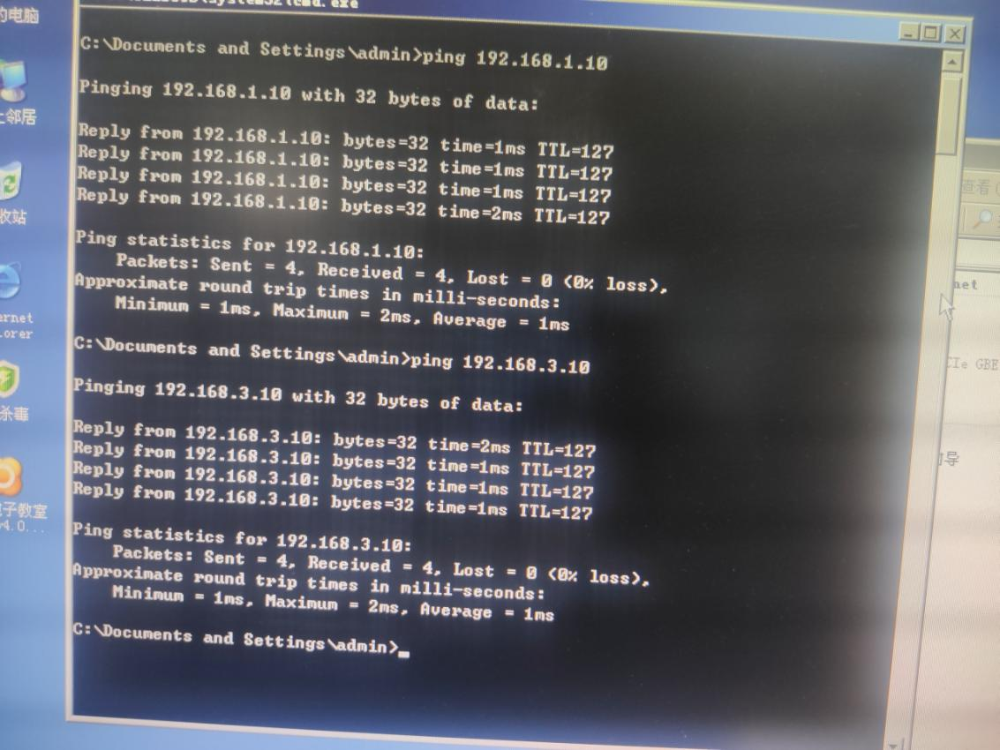 cmd.exe
C:\Documents and Settings\admin>ping 192.168.1.10
Pinging 192.168.1.10 with 32 bytes of data:
Reply from 192.168.1.10: bytes=32 time=1ms TTL=127
Reply from 192.168.1.10: bytes=32 time=1ms TTL=127
Reply from 192.168.1.10: bytes=32 time=1ms TTL=127
Reply from 192.168.1.10: bytes=32 time=2ms TTL=127
Ping statistics for 192.168.1.10:
Packets: Sent = 4, Received = 4, Lost = 0 (0% loss),
Approximate round trip times in milli-seconds:
Minimum = 1ms, Maximum = 2ms, Average = 1ms
C:\Documents and Settings\admin>ping 192.168.3.10
Pinging 192.168.3.10 with 32 bytes of data:
Reply from 192.168.3.10: bytes=32 time=2ms TTL=127
Reply from 192.168.3.10: bytes=32 time=1ms TTL=127
Reply from 192.168.3.10: bytes=32 time=1ms TTL=127
Reply from 192.168.3.10: bytes=32 time=1ms TTL=127
Ping statistics for 192.168.3.10:
Packets: Sent = 4, Received = 4, Lost = 0 (0% loss),
Approximate round trip times in milli-seconds:
Minimum = 1ms, Maximum = 2ms, Average = 1ms
C:\Documents and Settings\admin>
的电脑
邻居
收站
ernet
orer
杀毒
子教室
v4.0...
查看(
net
CIe GBE
导